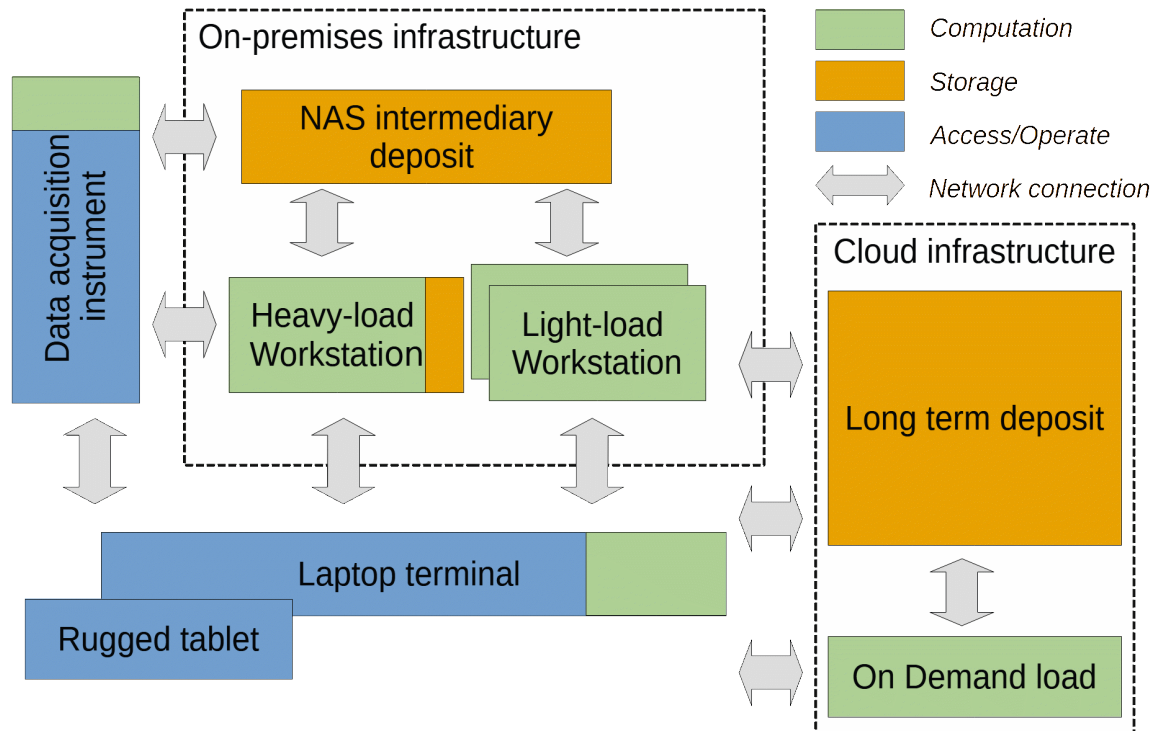 On-premises infrastructure
Computation
Storage
Access/Operate
Network connection
Data acquisition
instrument
NAS intermediary
deposit
Heavy-load
Workstation
Light-load
Workstation
Cloud infrastructure
Long term deposit
On Demand load
Laptop terminal
Rugged tablet